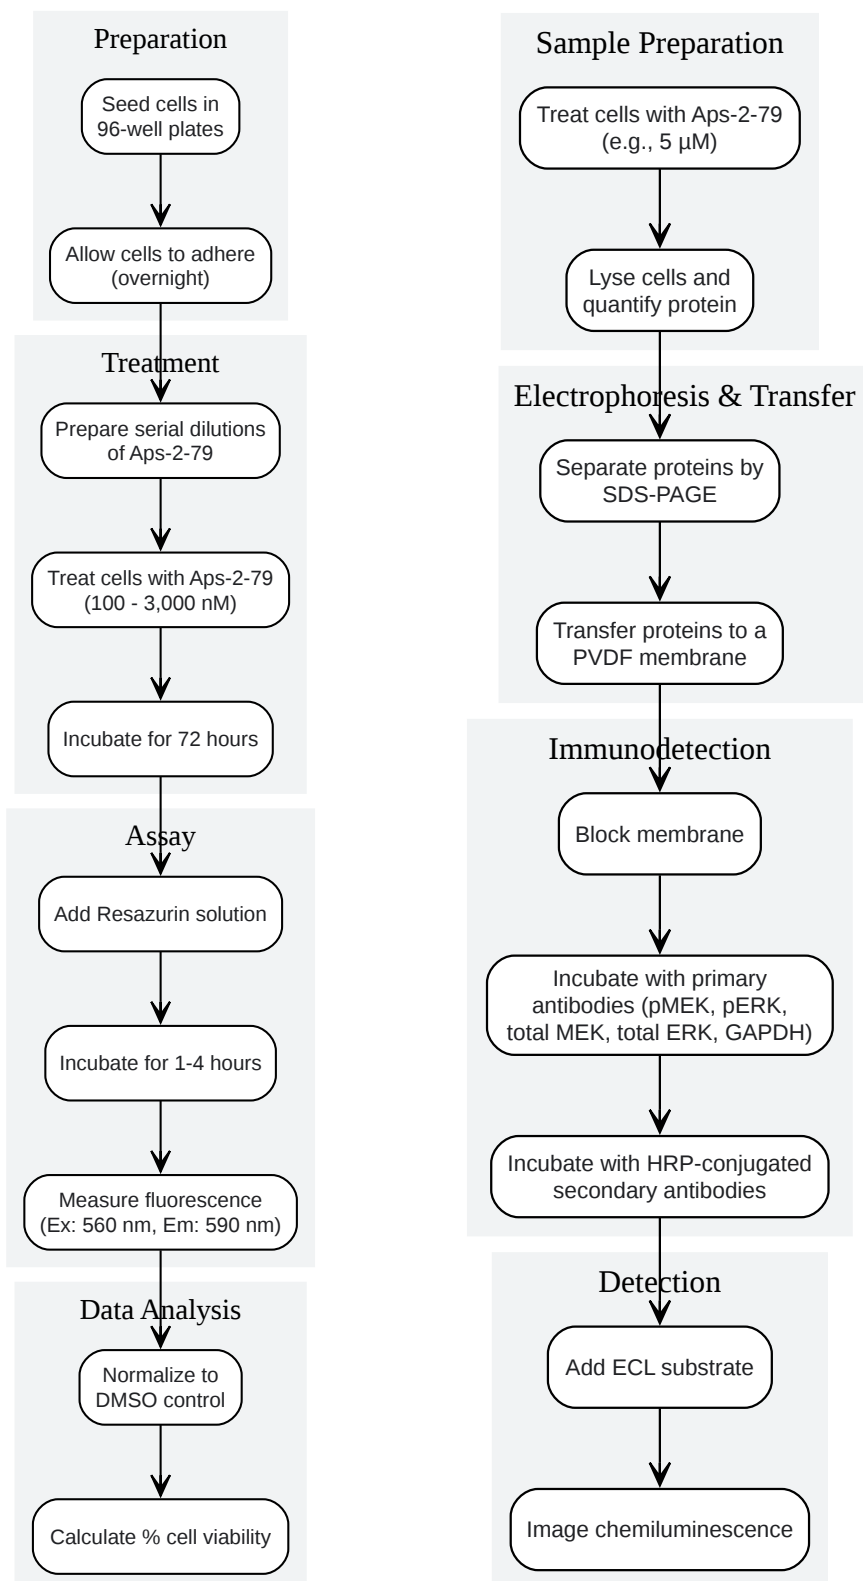 Preparation
Seed cells in
96-well plates
Allow cells to adhere
(overnight)
Treatment
Prepare serial dilutions
of Aps-2-79
Treat cells with Aps-2-79
(100 - 3,000 nM)
Incubate for 72 hours
Assay
Add Resazurin solution
Incubate for 1-4 hours
Measure fluorescence
(Ex: 560 nm, Em: 590 nm)
Data Analysis
Normalize to
DMSO control
Calculate % cell viability
Sample Preparation
Treat cells with Aps-2-79
(e.g., 5 µM)
Lyse cells and
quantify protein
Electrophoresis & Transfer
Separate proteins by
SDS-PAGE
Transfer proteins to a
PVDF membrane
Immunodetection
Block membrane
Incubate with primary
antibodies (pMEK, pERK,
total MEK, total ERK, GAPDH)
Incubate with HRP-conjugated
secondary antibodies
Detection
Add ECL substrate
Image chemiluminescence